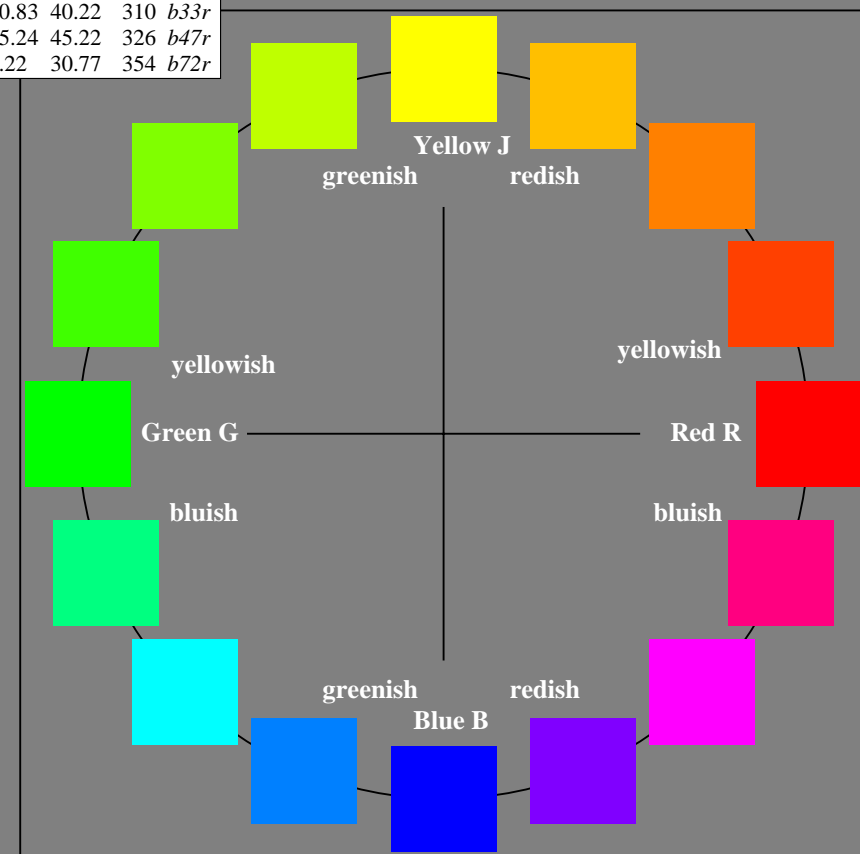 0.83 40.22 310 b33r
5.24 45.22 326 b47r
.22 30.77 354 b72r
Yellow J
greenish redish
yellowish yellowish
Green G Red R
bluish bluish
greenish redish
Blue B